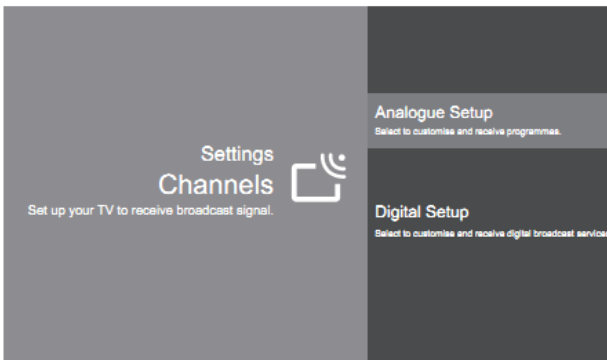 Settings
Channels
Set up your TV to receive broadcast signal.
Analogue Setup
Select to customise and receive programmes.
Digital Setup
Select to customise and receive digital broadcast services